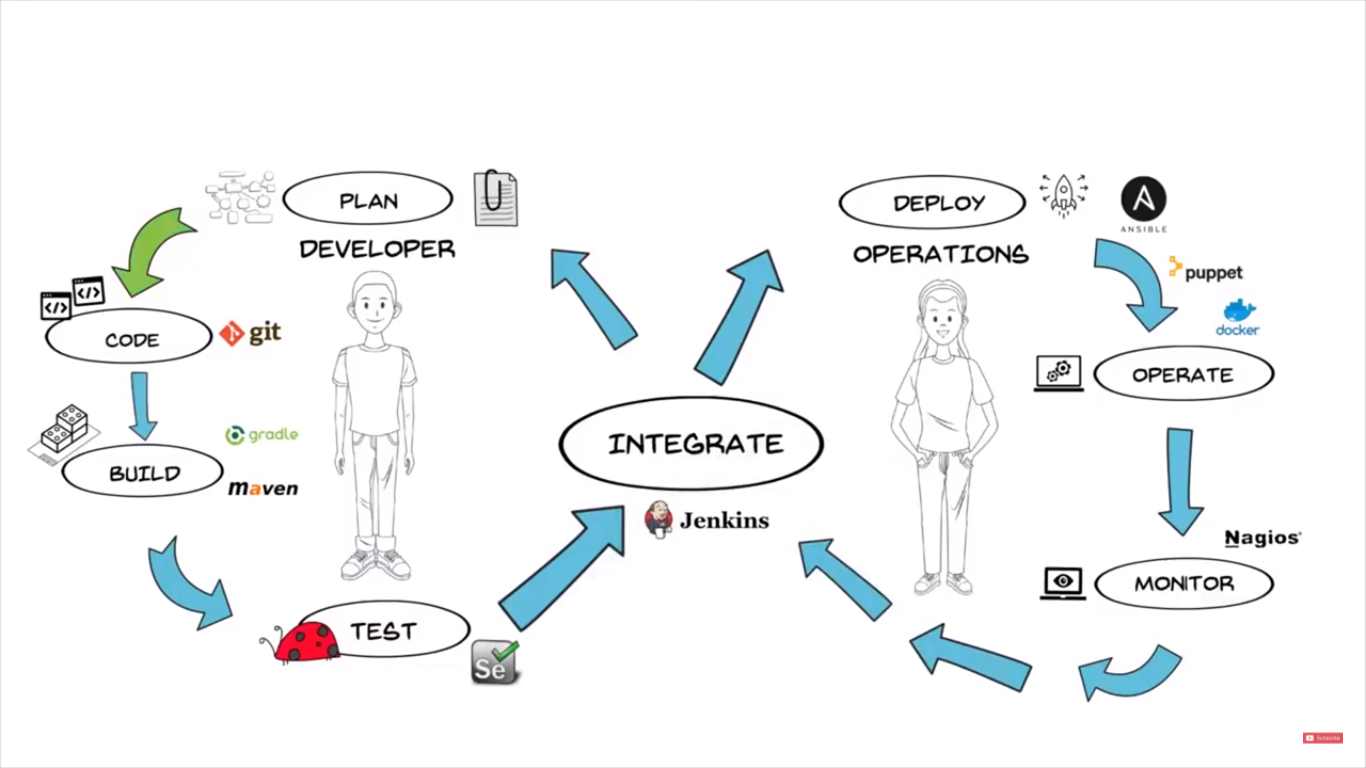 PLAN
DEVELOPER
</>
</>
CODE
git
BUILD
gradle
maven
TEST
Se
INTEGRATE
Jenkins
DEPLOY
OPERATIONS
A
ANSIBLE
puppet
docker
OPERATE
Nagios®
MONITOR
Subscribe